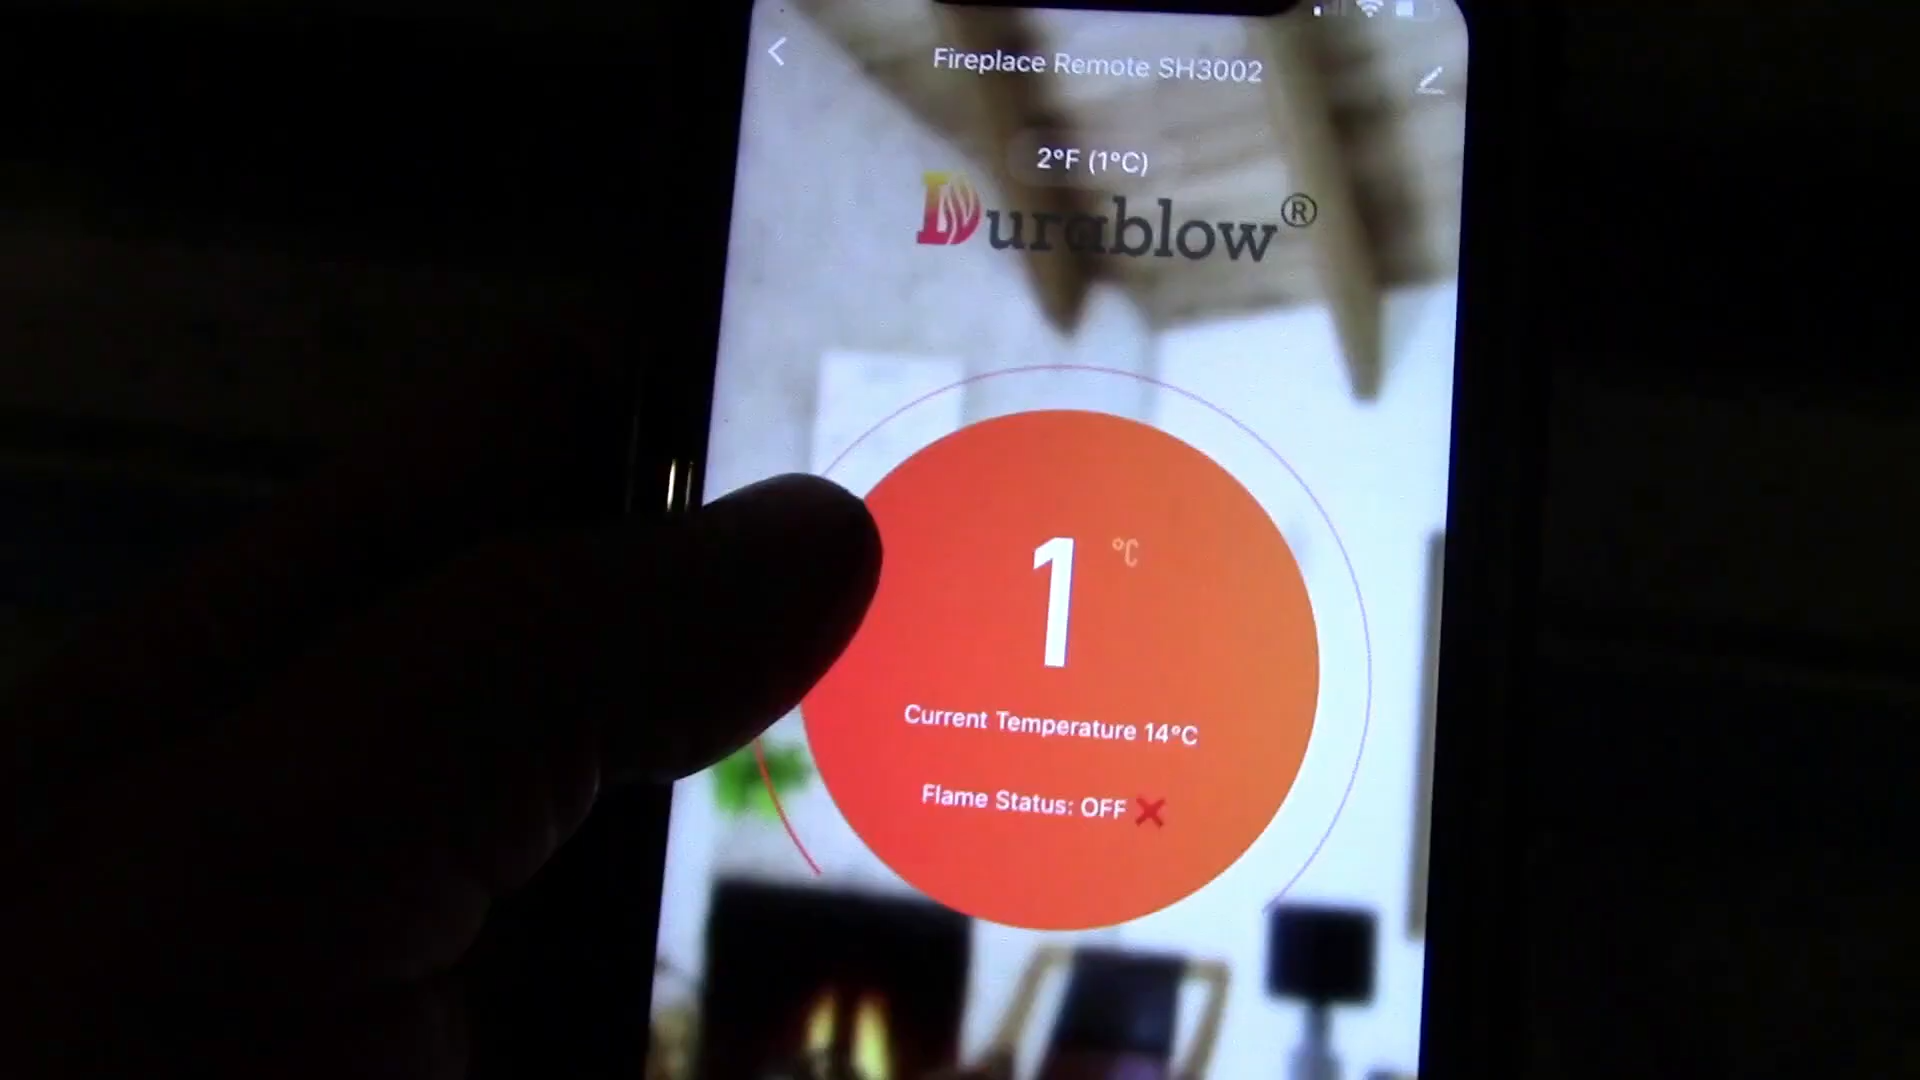 Fireplace Remote SH3002
2°F (1°C)
Durablow®
1 °C
Current Temperature 14°C
Flame Status: OFF ❌